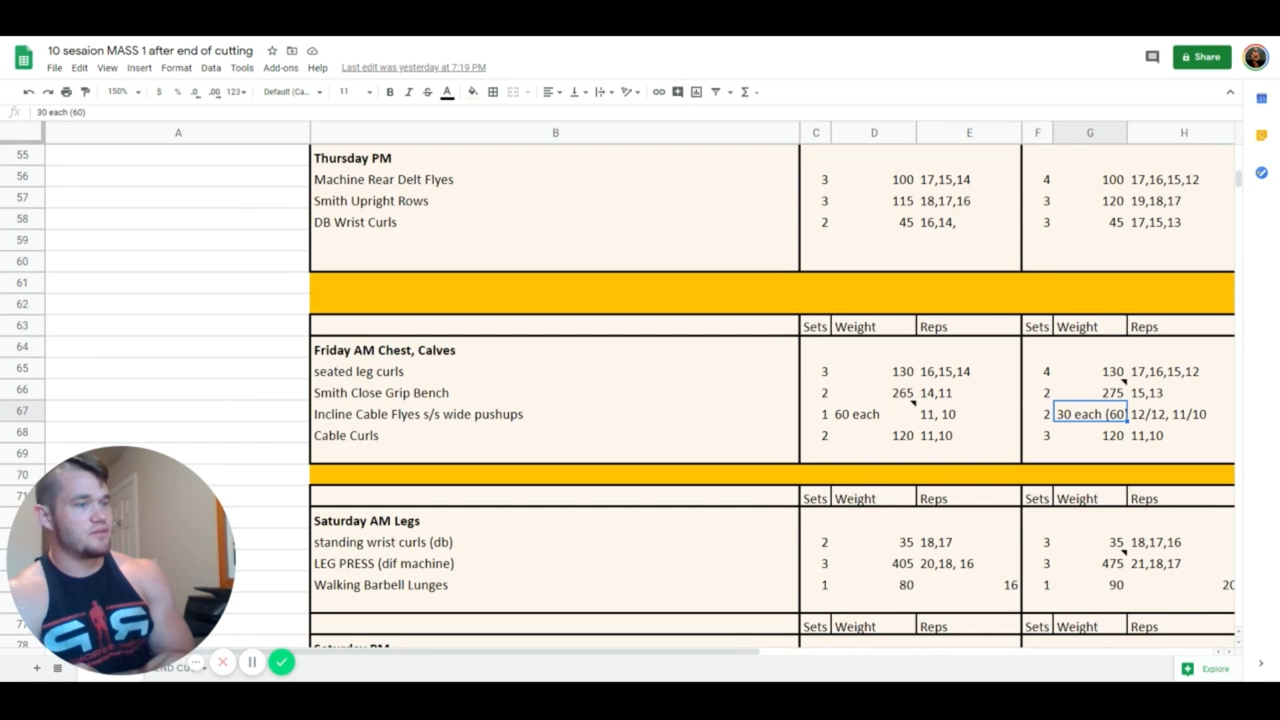 10 sesaion MASS 1 after end of cutting
File Edit View Insert Format Data Tools Add-ons Help Last edit was yesterday at 7:19 PM
Share
150% $ % .0 .00 123 Default (Ca... 11 B I S A
fx 30 each (60)
A B C D E F G H
55 Thursday PM
56 Machine Rear Delt Flyes 3 100 17,15,14 4 100 17,16,15,12
57 Smith Upright Rows 3 115 18,17,16 3 120 19,18,17
58 DB Wrist Curls 2 45 16,14, 3 45 17,15,13
59
60
61
62
63 Sets Weight Reps Sets Weight Reps
64 Friday AM Chest, Calves
65 seated leg curls 3 130 16,15,14 4 130 17,16,15,12
66 Smith Close Grip Bench 2 265 14,11 2 275 15,13
67 Incline Cable Flyes s/s wide pushups 1 60 each 11, 10 2 30 each (60) 12/12, 11/10
68 Cable Curls 2 120 11,10 3 120 11,10
69
70
71 Sets Weight Reps Sets Weight Reps
Saturday AM Legs
standing wrist curls (db) 2 35 18,17 3 35 18,17,16
LEG PRESS (dif machine) 3 405 20,18, 16 3 475 21,18,17
Walking Barbell Lunges 1 80 16 1 90 20
77 Sets Weight Reps Sets Weight Reps
78 Saturday PM
Explore